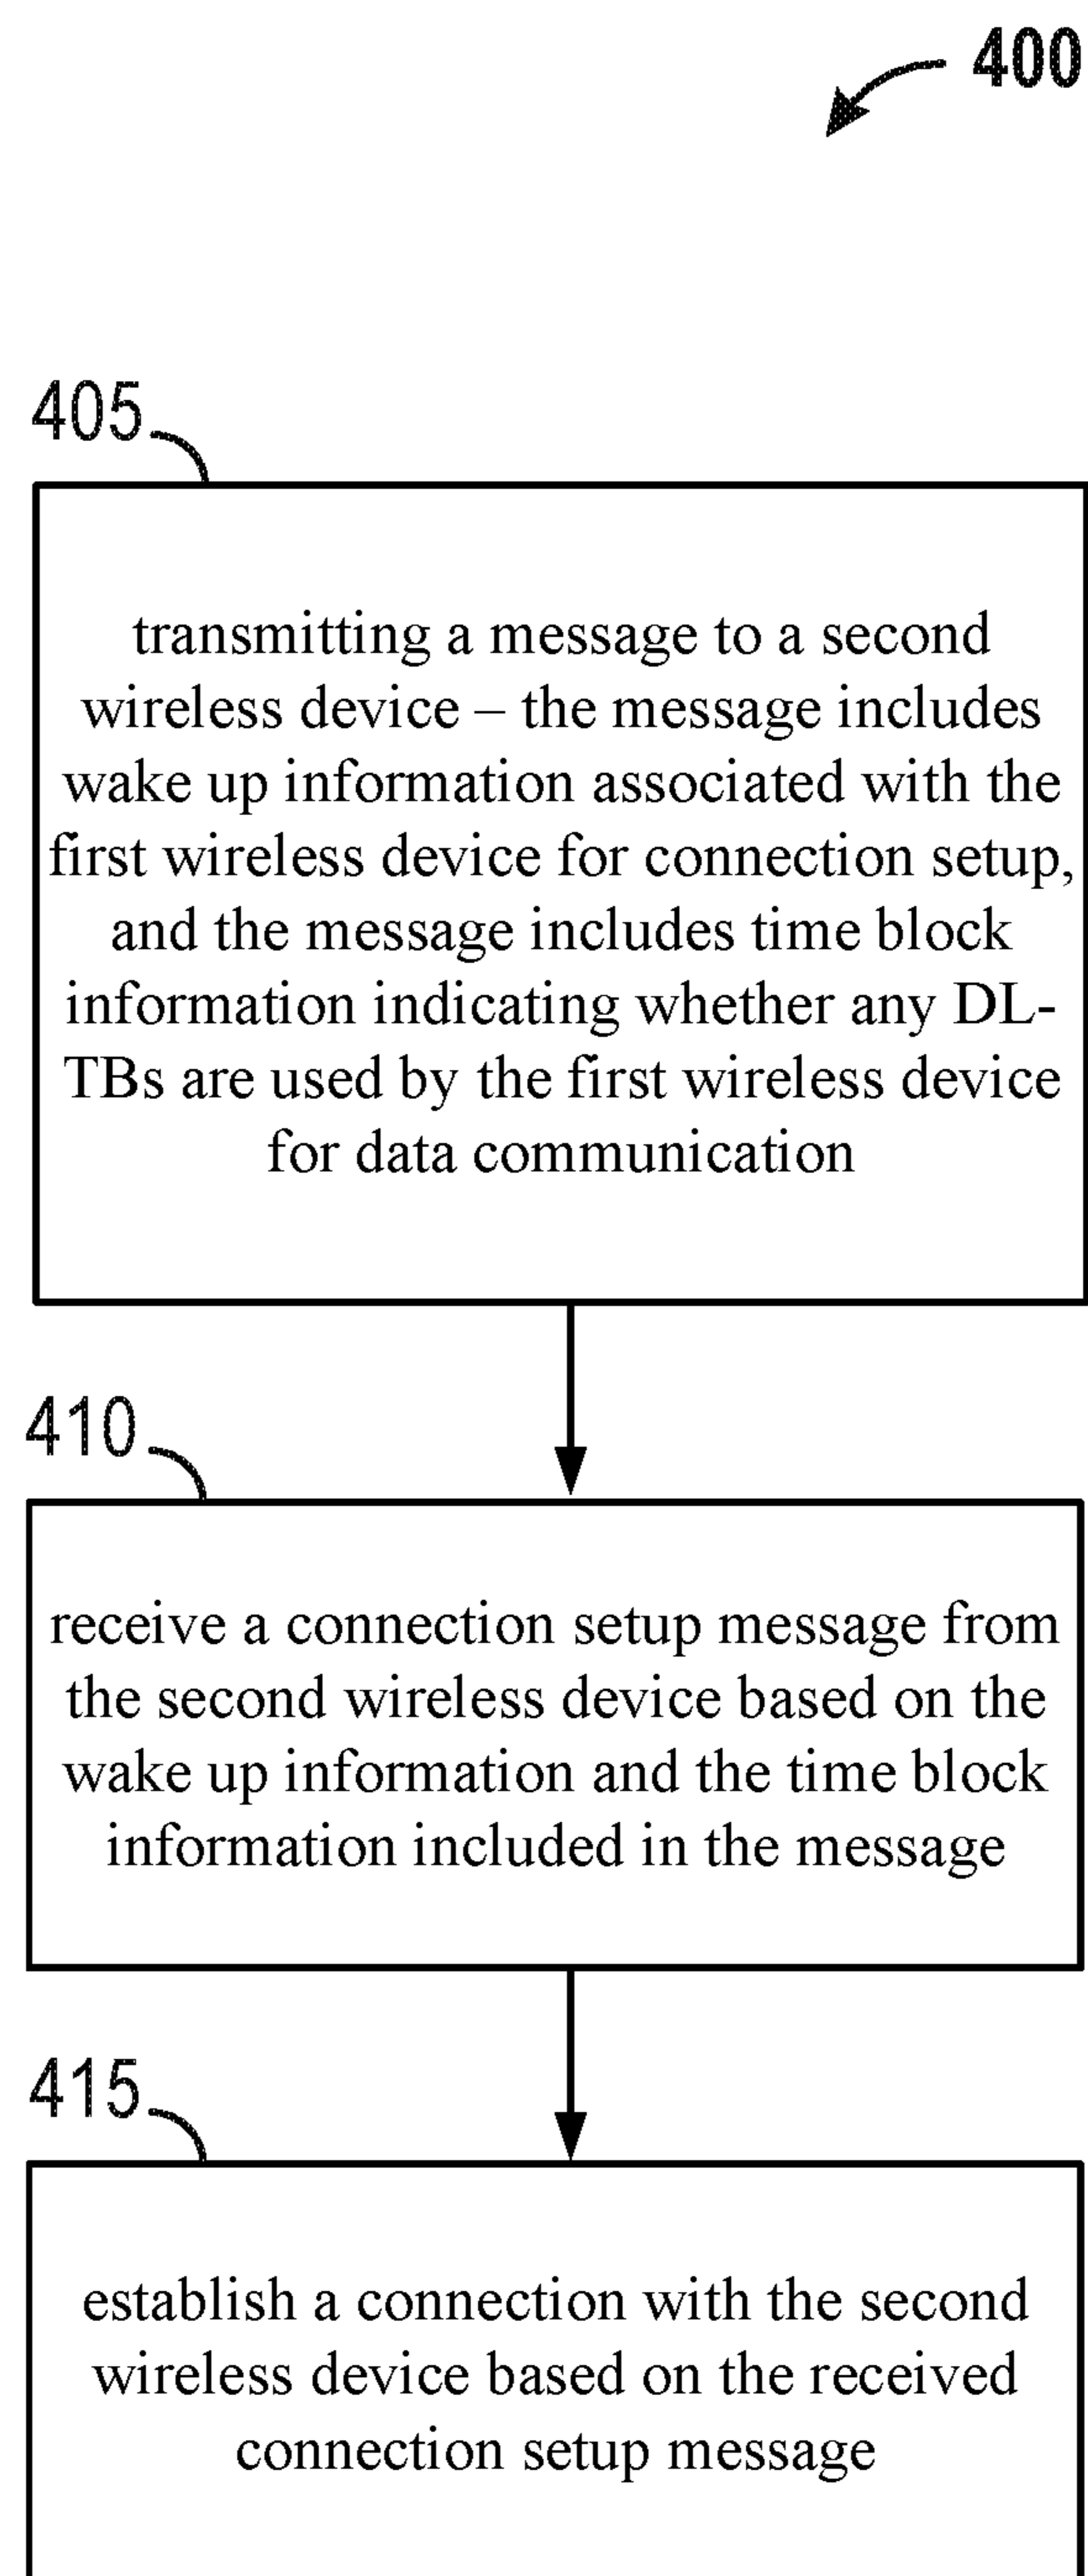 400
405
transmitting a message to a second
wireless device – the message includes
wake up information associated with the
first wireless device for connection setup,
and the message includes time block
information indicating whether any DL-
TBs are used by the first wireless device
for data communication
410
receive a connection setup message from
the second wireless device based on the
wake up information and the time block
information included in the message
415
establish a connection with the second
wireless device based on the received
connection setup message